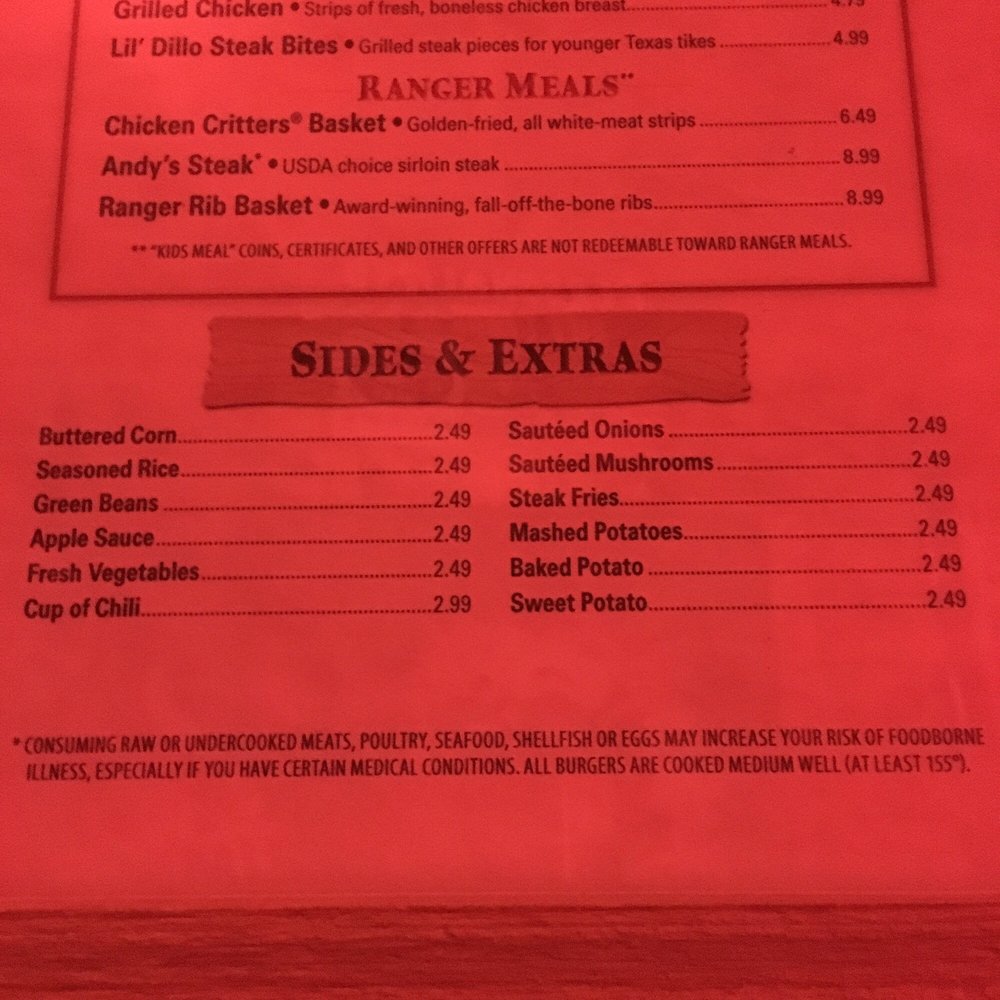 Grilled Chicken • Strips of fresh, boneless chicken breast.......... 4.79
Lil' Dillo Steak Bites • Grilled steak pieces for younger Texas tikes .......... 4.99
RANGER MEALS**
Chicken Critters® Basket • Golden-fried, all white-meat strips .......... 6.49
Andy's Steak* • USDA choice sirloin steak .......... 8.99
Ranger Rib Basket • Award-winning, fall-off-the-bone ribs.......... 8.99
** "KIDS MEAL" COINS, CERTIFICATES, AND OTHER OFFERS ARE NOT REDEEMABLE TOWARD RANGER MEALS.
SIDES & EXTRAS
Buttered Corn.......... 2.49
Seasoned Rice.......... 2.49
Green Beans .......... 2.49
Apple Sauce.......... 2.49
Fresh Vegetables.......... 2.49
Cup of Chili.......... 2.99
Sautéed Onions .......... 2.49
Sautéed Mushrooms .......... 2.49
Steak Fries.......... 2.49
Mashed Potatoes.......... 2.49
Baked Potato .......... 2.49
Sweet Potato.......... 2.49
* CONSUMING RAW OR UNDERCOOKED MEATS, POULTRY, SEAFOOD, SHELLFISH OR EGGS MAY INCREASE YOUR RISK OF FOODBORNE
ILLNESS, ESPECIALLY IF YOU HAVE CERTAIN MEDICAL CONDITIONS. ALL BURGERS ARE COOKED MEDIUM WELL (AT LEAST 155°).